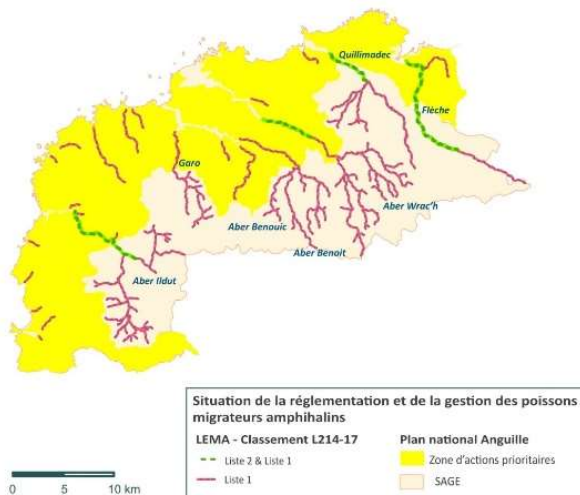 Quillimadec
Flèche
Garo
Aber Wrac'h
Aber Benouic
Aber Benoit
Aber Ildut
Situation de la réglementation et de la gestion des poissons
migrateurs amphihalins
LEMA - Classement L214-17
Plan national Anguille
Liste 2 & Liste 1
Zone d'actions prioritaires
Liste 1
SAGE
0 5 10 km